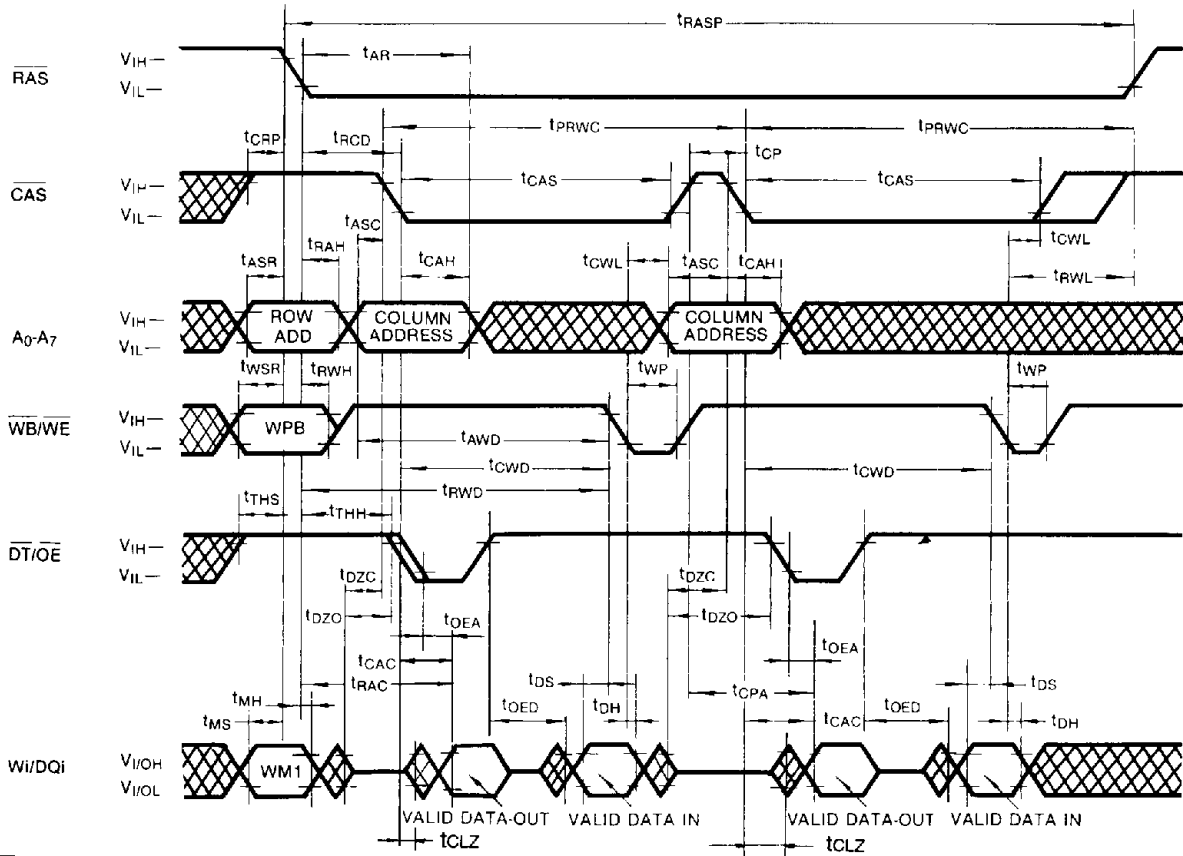 tRASP
tAR
RAS
VIH
VIL
tPRWC
tPRWC
tCRP
tRCD
tCP
tCAS
tCAS
CAS
VIH
VIL
tASC
tRAH
tCWL
tASR
tCAH
tCWL
tASC
tCAH
tRWL
A0-A7
VIH
VIL
ROW ADD
COLUMN ADDRESS
COLUMN ADDRESS
tWSR
tRWH
tWP
tWP
WB/WE
VIH
VIL
WPB
tAWD
tCWD
tCWD
tRWD
tTHS
tTHH
DT/OE
VIH
VIL
tDZC
tDZC
tDZO
tOEA
tDZO
tOEA
tCAC
tRAC
tDS
tCPA
tDS
tMH
tOED
tDH
tCAC
tOED
tDH
tMS
Wi/DQi
VI/OH
VI/OL
WM1
VALID DATA-OUT
VALID DATA IN
VALID DATA-OUT
VALID DATA IN
tCLZ
tCLZ